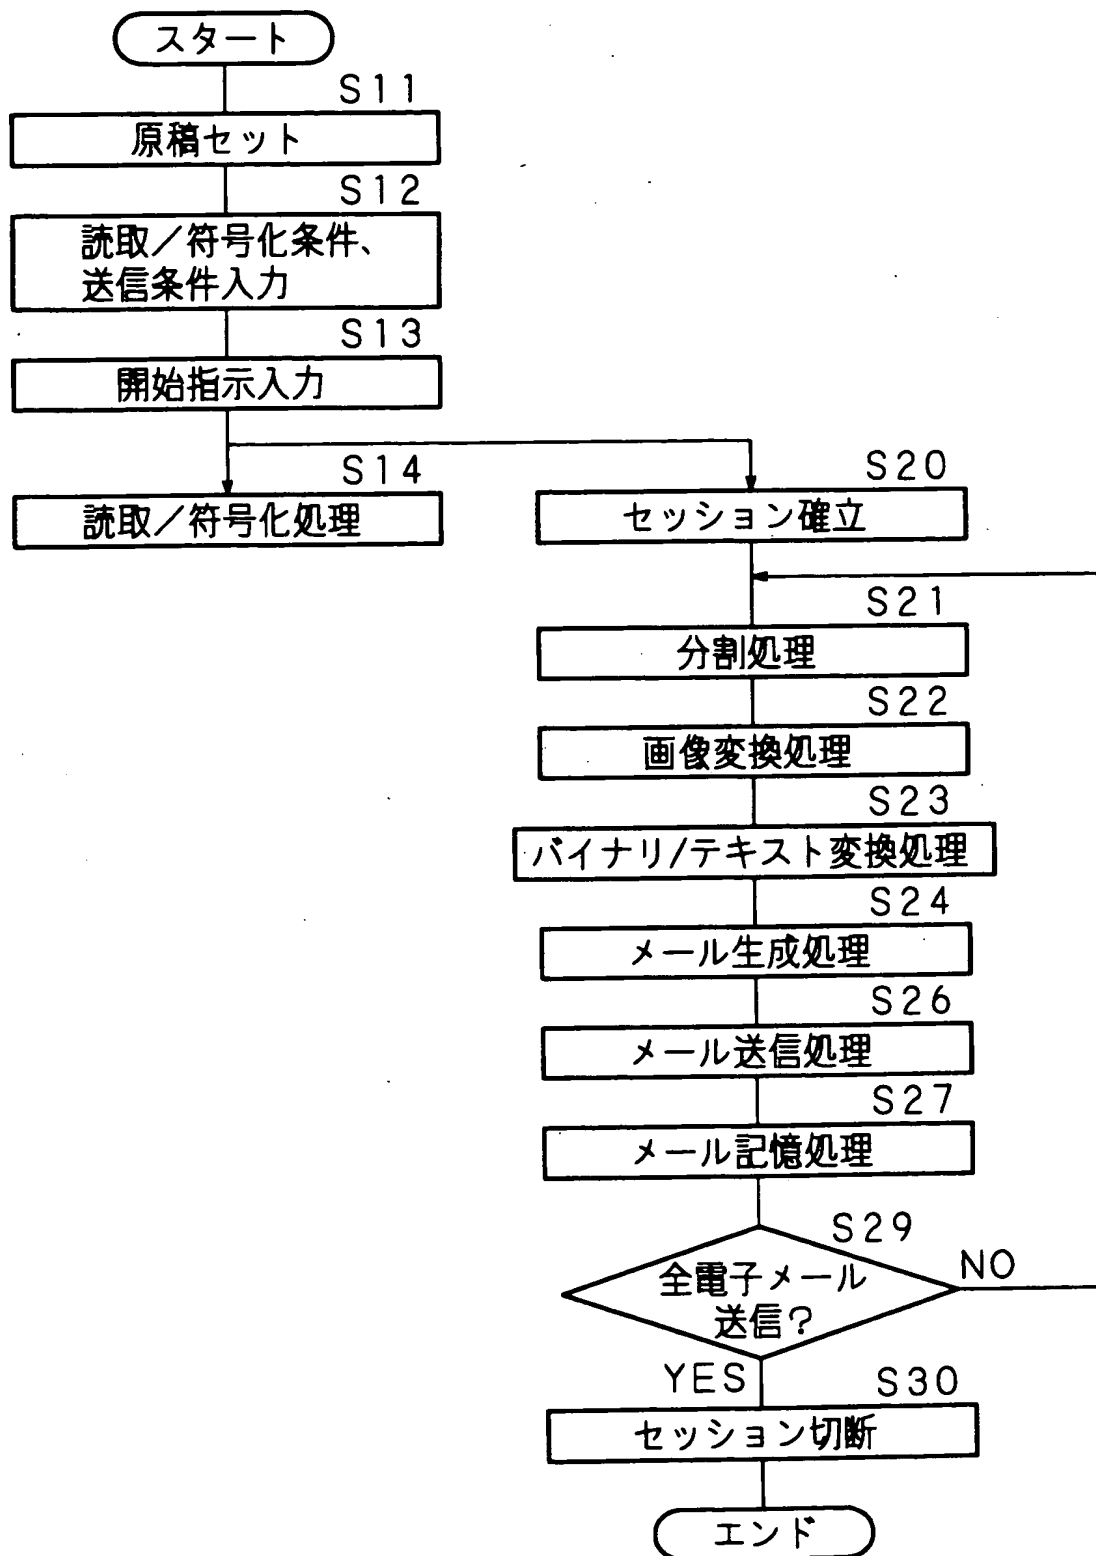 スタート
S11
原稿セット
S12
読取／符号化条件、
送信条件入力
S13
開始指示入力
S14
読取／符号化処理
S20
セッション確立
S21
分割処理
S22
画像変換処理
S23
バイナリ/テキスト変換処理
S24
メール生成処理
S26
メール送信処理
S27
メール記憶処理
S29
全電子メール
送信？
NO
YES
S30
セッション切断
エンド